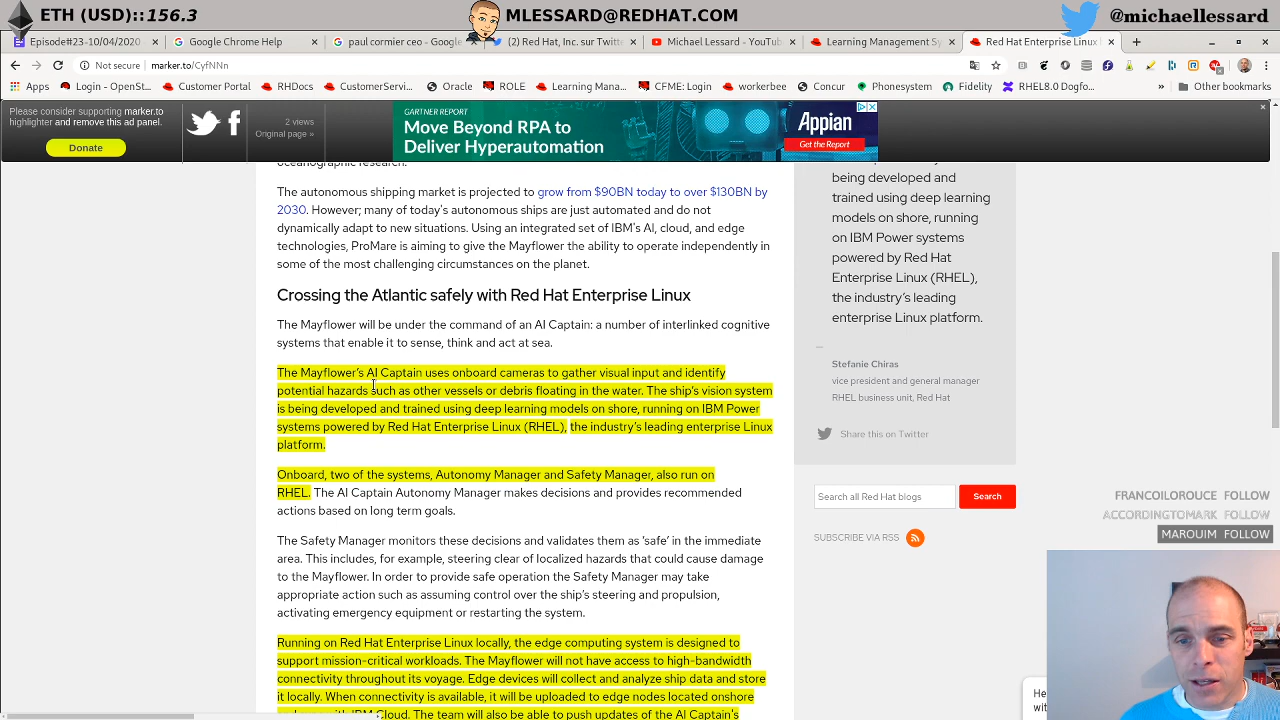 ETH (USD):: 156.3
MLESSARD@REDHAT.COM
@michaellessard
Episode#23-10/04/2020
Google Chrome Help
paul cornier ceo - Google
(2) Red Hat, Inc. sur Twitte
Michael Lessard - YouTub
Learning Management Sy
Red Hat Enterprise Linux
Not secure | marker.to/CyfNNn
Apps
Login - OpenSt...
Customer Portal
RHDocs
CustomerServi...
Oracle
ROLE
Learning Mana...
CFME: Login
workerbee
Concur
Phonesystem
Fidelity
RHEL8.0 Dogfo...
»
Other bookmarks
Please consider supporting marker.to
highlighter and remove this ad panel.
Donate
2 views
Original page »
GARTNER REPORT
Move Beyond RPA to
Deliver Hyperautomation
Appian
Get the Report
oceanographic research.
The autonomous shipping market is projected to grow from $90BN today to over $130BN by
2030. However; many of today's autonomous ships are just automated and do not
dynamically adapt to new situations. Using an integrated set of IBM's AI, cloud, and edge
technologies, ProMare is aiming to give the Mayflower the ability to operate independently in
some of the most challenging circumstances on the planet.
Crossing the Atlantic safely with Red Hat Enterprise Linux
The Mayflower will be under the command of an AI Captain: a number of interlinked cognitive
systems that enable it to sense, think and act at sea.
The Mayflower's AI Captain uses onboard cameras to gather visual input and identify
potential hazards such as other vessels or debris floating in the water. The ship's vision system
is being developed and trained using deep learning models on shore, running on IBM Power
systems powered by Red Hat Enterprise Linux (RHEL), the industry's leading enterprise Linux
platform.
Onboard, two of the systems, Autonomy Manager and Safety Manager, also run on
RHEL. The AI Captain Autonomy Manager makes decisions and provides recommended
actions based on long term goals.
The Safety Manager monitors these decisions and validates them as 'safe' in the immediate
area. This includes, for example, steering clear of localized hazards that could cause damage
to the Mayflower. In order to provide safe operation the Safety Manager may take
appropriate action such as assuming control over the ship's steering and propulsion,
activating emergency equipment or restarting the system.
Running on Red Hat Enterprise Linux locally, the edge computing system is designed to
support mission-critical workloads. The Mayflower will not have access to high-bandwidth
connectivity throughout its voyage. Edge devices will collect and analyze ship data and store
it locally. When connectivity is available, it will be uploaded to edge nodes located onshore
IBM Cloud. The team will also be able to push updates of the AI Captain's
being developed and
trained using deep learning
models on shore, running
on IBM Power systems
powered by Red Hat
Enterprise Linux (RHEL),
the industry's leading
enterprise Linux platform.
—
Stefanie Chiras
vice president and general manager
RHEL business unit, Red Hat
Share this on Twitter
Search all Red Hat blogs
Search
SUBSCRIBE VIA RSS
FRANCOILOROUCE FOLLOW
ACCORDINGTOMARK FOLLOW
MAROUIM FOLLOW